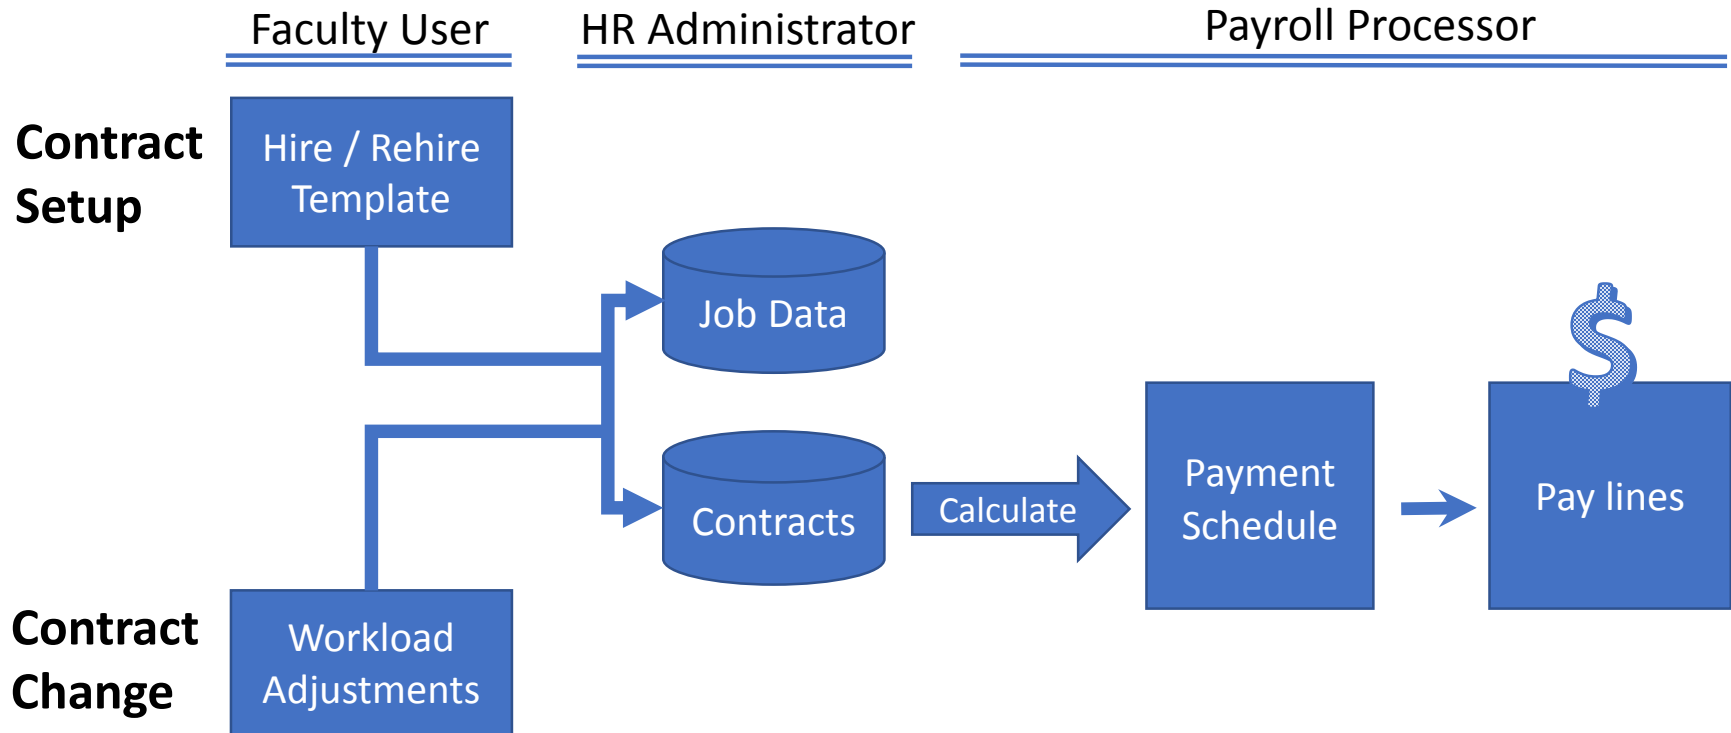 Faculty User
HR Administrator
Payroll Processor
Contract
Setup
Hire / Rehire
Template
Job Data
$
Contracts
Calculate
Payment
Schedule
Pay lines
Contract
Change
Workload
Adjustments